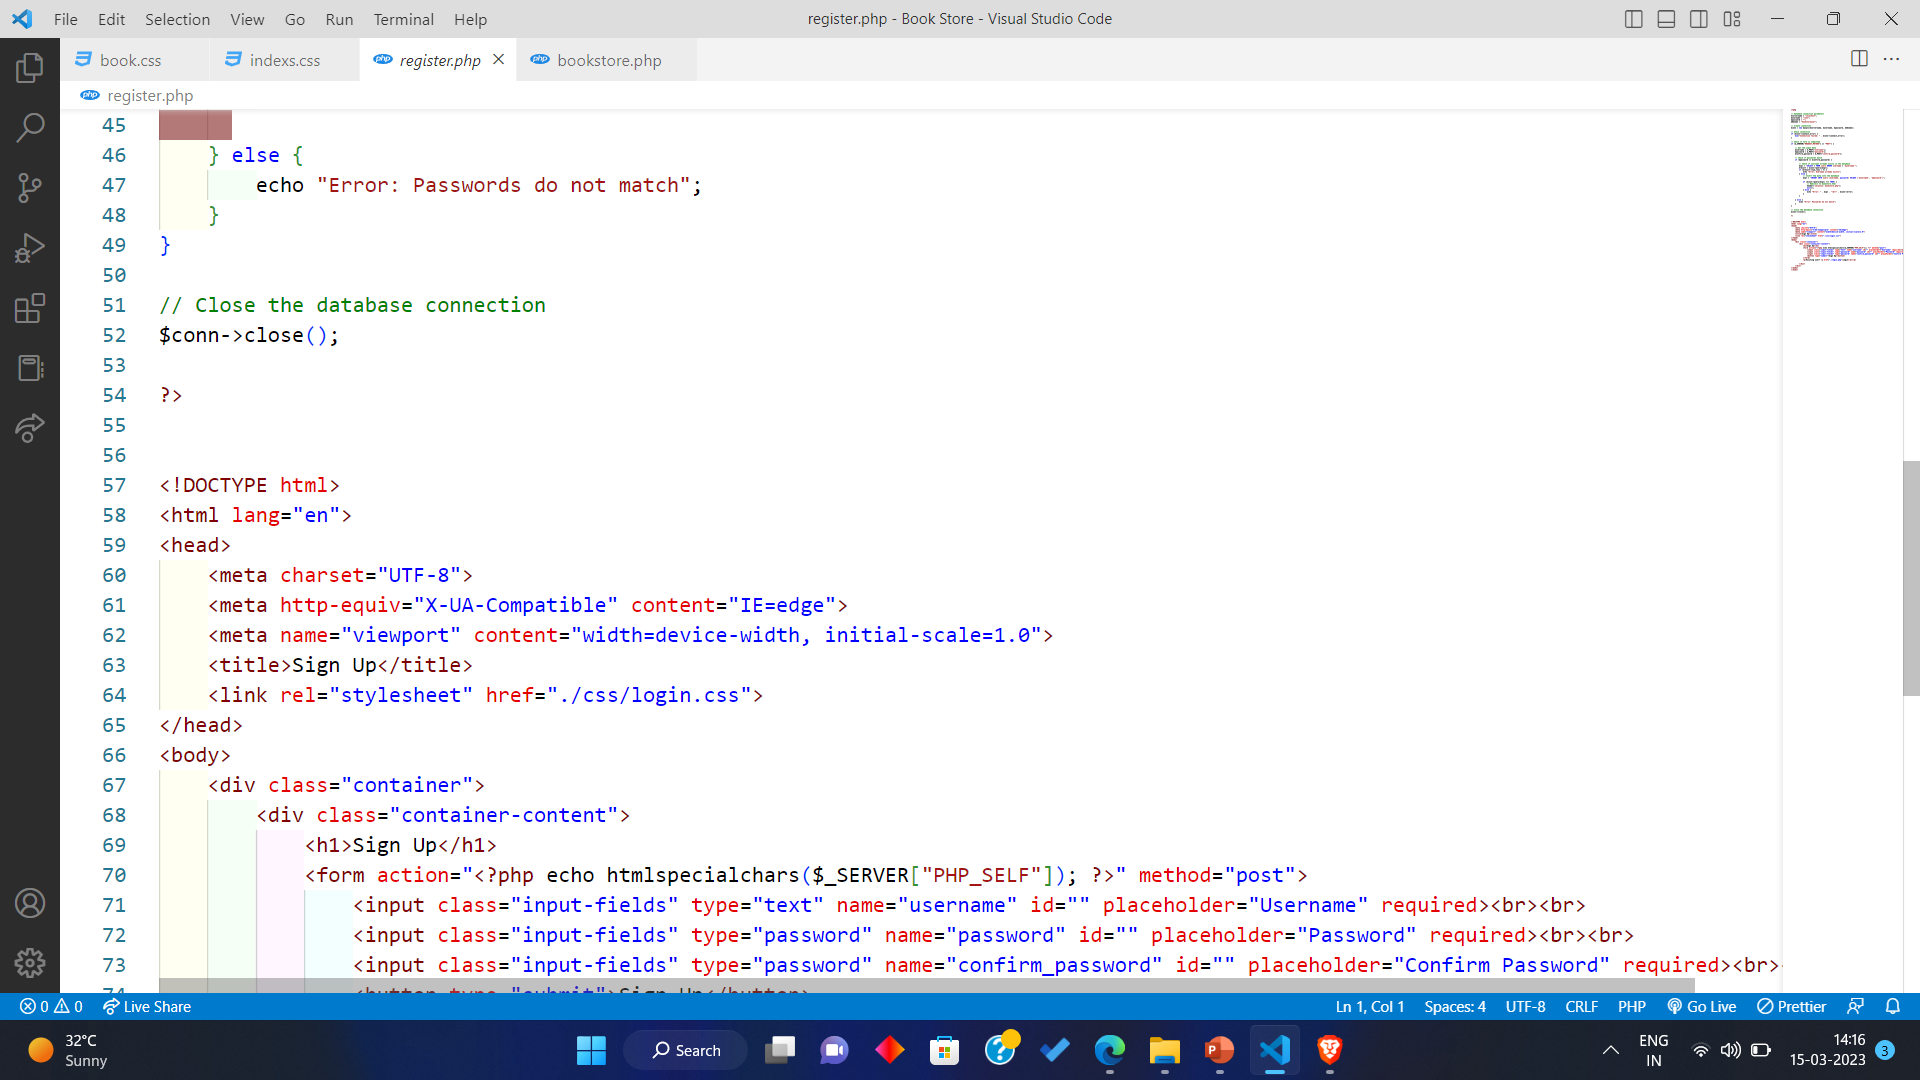 File Edit Selection View Go Run Terminal Help
register.php - Book Store - Visual Studio Code
book.css
indexs.css
php register.php
php bookstore.php
php register.php
45
46 } else {
47 echo "Error: Passwords do not match";
48 }
49 }
50
51 // Close the database connection
52 $conn->close();
53
54 ?>
55
56
57 <!DOCTYPE html>
58 <html lang="en">
59 <head>
60 <meta charset="UTF-8">
61 <meta http-equiv="X-UA-Compatible" content="IE=edge">
62 <meta name="viewport" content="width=device-width, initial-scale=1.0">
63 <title>Sign Up</title>
64 <link rel="stylesheet" href="./css/login.css">
65 </head>
66 <body>
67 <div class="container">
68 <div class="container-content">
69 <h1>Sign Up</h1>
70 <form action="<?php echo htmlspecialchars($_SERVER["PHP_SELF"]); ?>" method="post">
71 <input class="input-fields" type="text" name="username" id="" placeholder="Username" required><br><br>
72 <input class="input-fields" type="password" name="password" id="" placeholder="Password" required><br><br>
73 <input class="input-fields" type="password" name="confirm_password" id="" placeholder="Confirm Password" required><br>
74 <button type="submit">Sign Up</button>
0 0 Live Share
Ln 1, Col 1 Spaces: 4 UTF-8 CRLF PHP Go Live Prettier
32°C
Sunny
Search
P
ENG
IN
14:16
15-03-2023
3